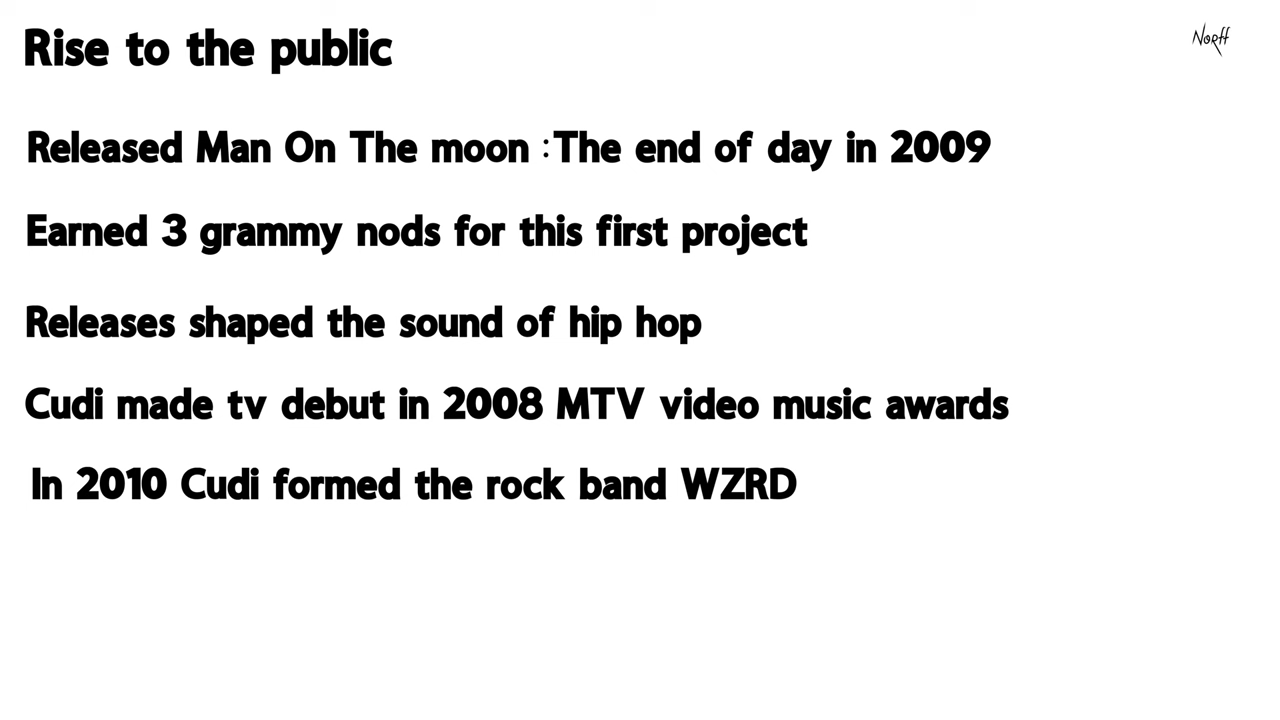 Rise to the public
Norff
Released Man On The moon :The end of day in 2009
Earned 3 grammy nods for this first project
Releases shaped the sound of hip hop
Cudi made tv debut in 2008 MTV video music awards
In 2010 Cudi formed the rock band WZRD